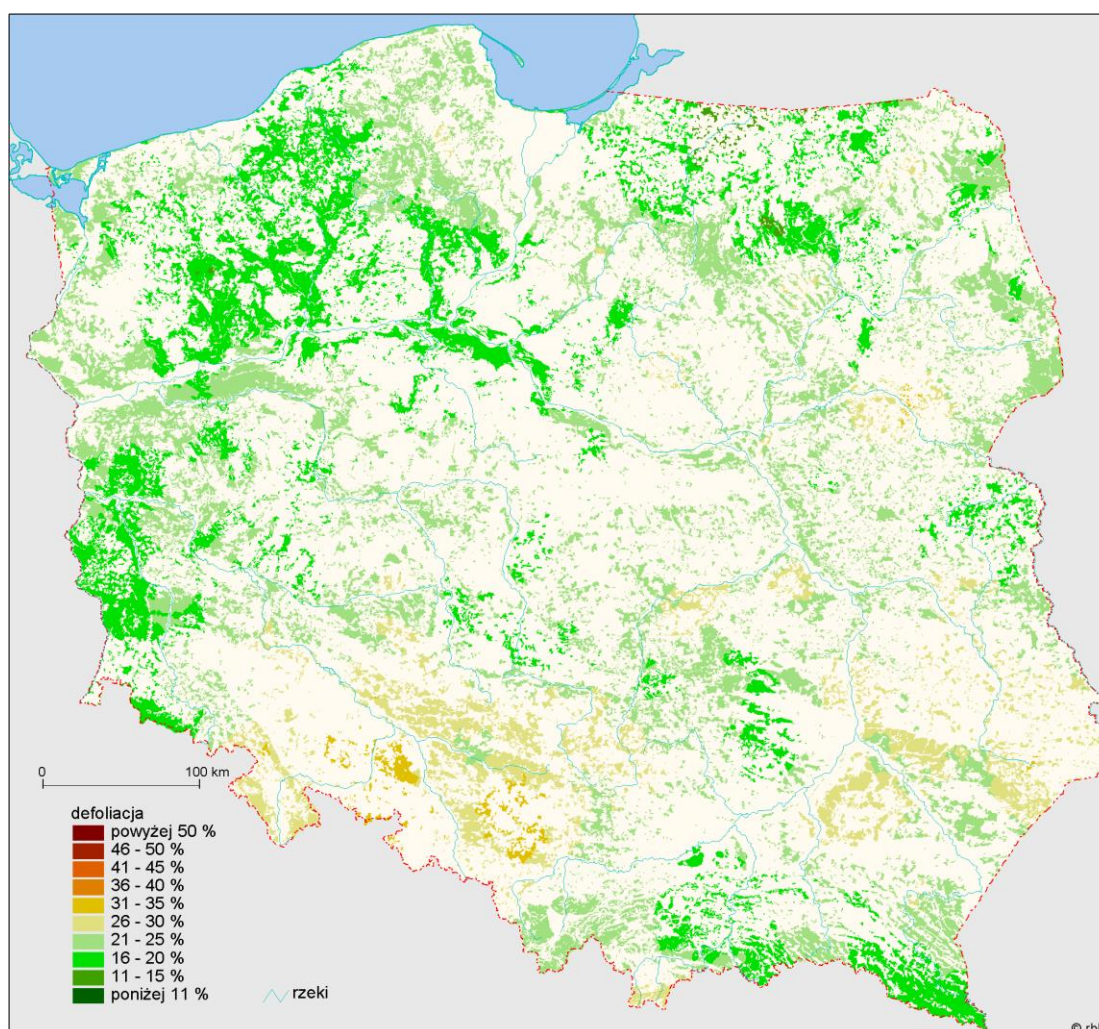 0 100 km
defoliacja
powyżej 50 %
46 - 50 %
41 - 45 %
36 - 40 %
31 - 35 %
26 - 30 %
21 - 25 %
16 - 20 %
11 - 15 %
poniżej 11 %
rzeki
©